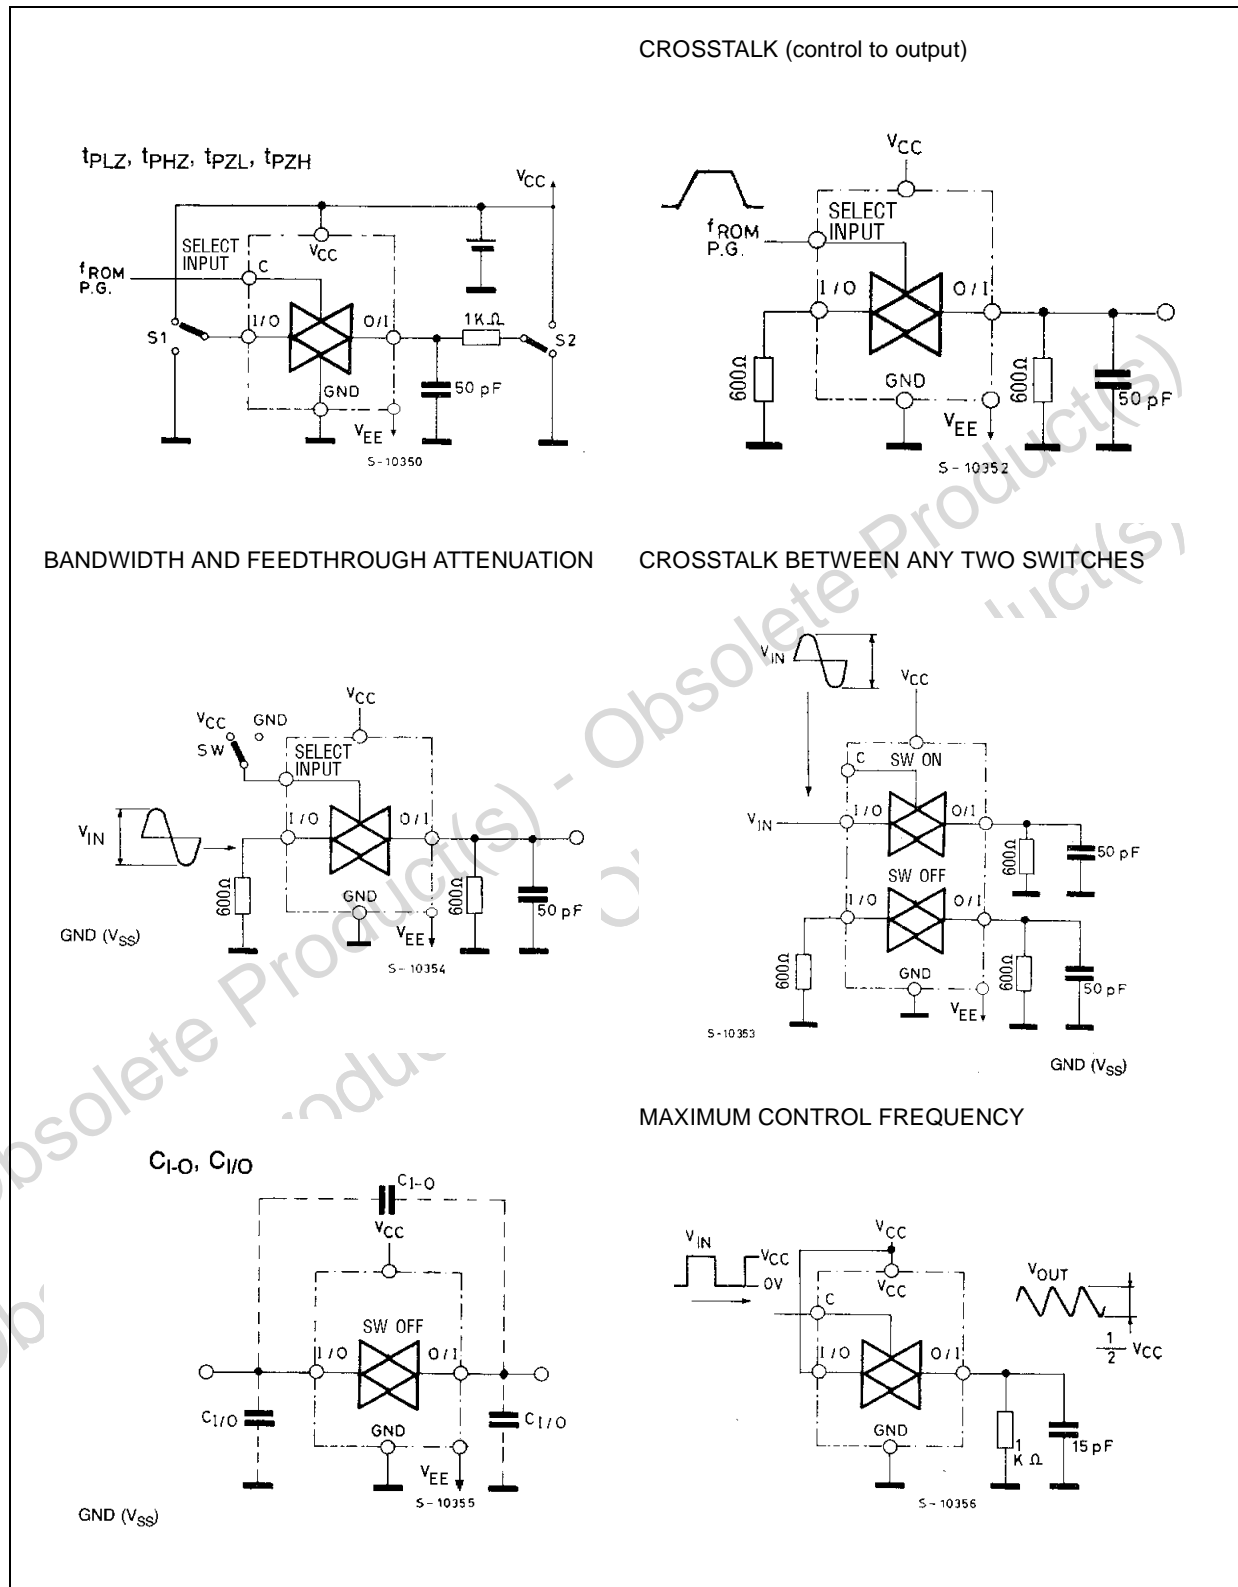 CROSSTALK (control to output)
tPLZ, tPHZ, tPZL, tPZH
VCC
SELECT
INPUT
VCC
fROM
P.G.
C
I/O
O/I
1KΩ
S1
S2
GND
50 pF
VEE
S-10350
VCC
SELECT
INPUT
fROM
P.G.
I/O
O/I
600Ω
GND
600Ω
50 pF
VEE
S-10352
BANDWIDTH AND FEEDTHROUGH ATTENUATION
VCC
VCC
GND
SW
SELECT
INPUT
VIN
I/O
O/I
600Ω
GND
600Ω
50 pF
VEE
GND (VSS)
S-10354
CROSSTALK BETWEEN ANY TWO SWITCHES
VIN
VCC
C
SW ON
VIN
I/O
O/I
600Ω
50 pF
SW OFF
I/O
O/I
600Ω
GND
600Ω
50 pF
VEE
S-10353
GND (VSS)
CI-O, CI/O
CI-O
VCC
SW OFF
I/O
O/I
CI/O
GND
CI/O
VEE
S-10355
GND (VSS)
MAXIMUM CONTROL FREQUENCY
VIN
VCC
0V
VCC
VCC
C
VOUT
1/2 VCC
I/O
O/I
GND
1
KΩ
15 pF
S-10356
Obsolete Product(s) - Obsolete Product(s)